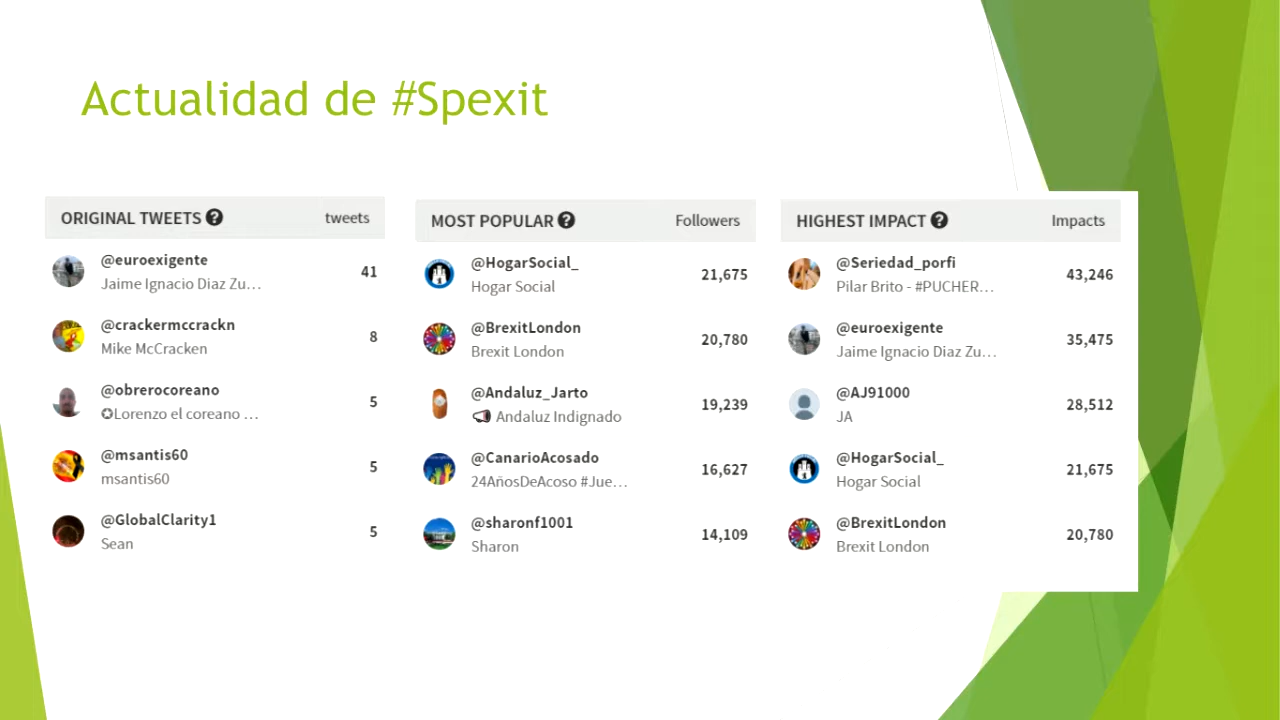 Actualidad de #Spexit
ORIGINAL TWEETS ? tweets
@euroexigente
Jaime Ignacio Diaz Zu…
41
@crackermccrackn
Mike McCracken
8
@obrerocoreano
✪Lorenzo el coreano …
5
@msantis60
msantis60
5
@GlobalClarity1
Sean
5
MOST POPULAR ? Followers
@HogarSocial_
Hogar Social
21,675
@BrexitLondon
Brexit London
20,780
@Andaluz_Jarto
📢 Andaluz Indignado
19,239
@CanarioAcosado
24AñosDeAcoso #Jue…
16,627
@sharonf1001
Sharon
14,109
HIGHEST IMPACT ? Impacts
@Seriedad_porfi
Pilar Brito - #PUCHER…
43,246
@euroexigente
Jaime Ignacio Diaz Zu…
35,475
@AJ91000
JA
28,512
@HogarSocial_
Hogar Social
21,675
@BrexitLondon
Brexit London
20,780